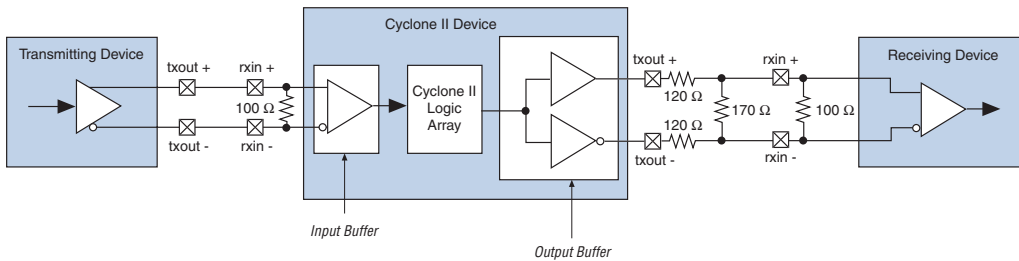 Cyclone II Device
Transmitting Device
Receiving Device
txout +
rxin +
txout +
rxin +
100 Ω
Cyclone II
Logic
Array
120 Ω
170 Ω
100 Ω
120 Ω
txout -
rxin -
txout -
rxin -
Input Buffer
Output Buffer